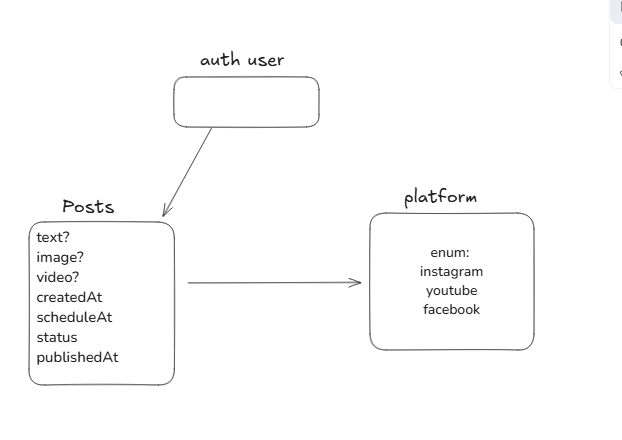 auth user
Posts
text?
image?
video?
createdAt
scheduleAt
status
publishedAt
platform
enum:
instagram
youtube
facebook